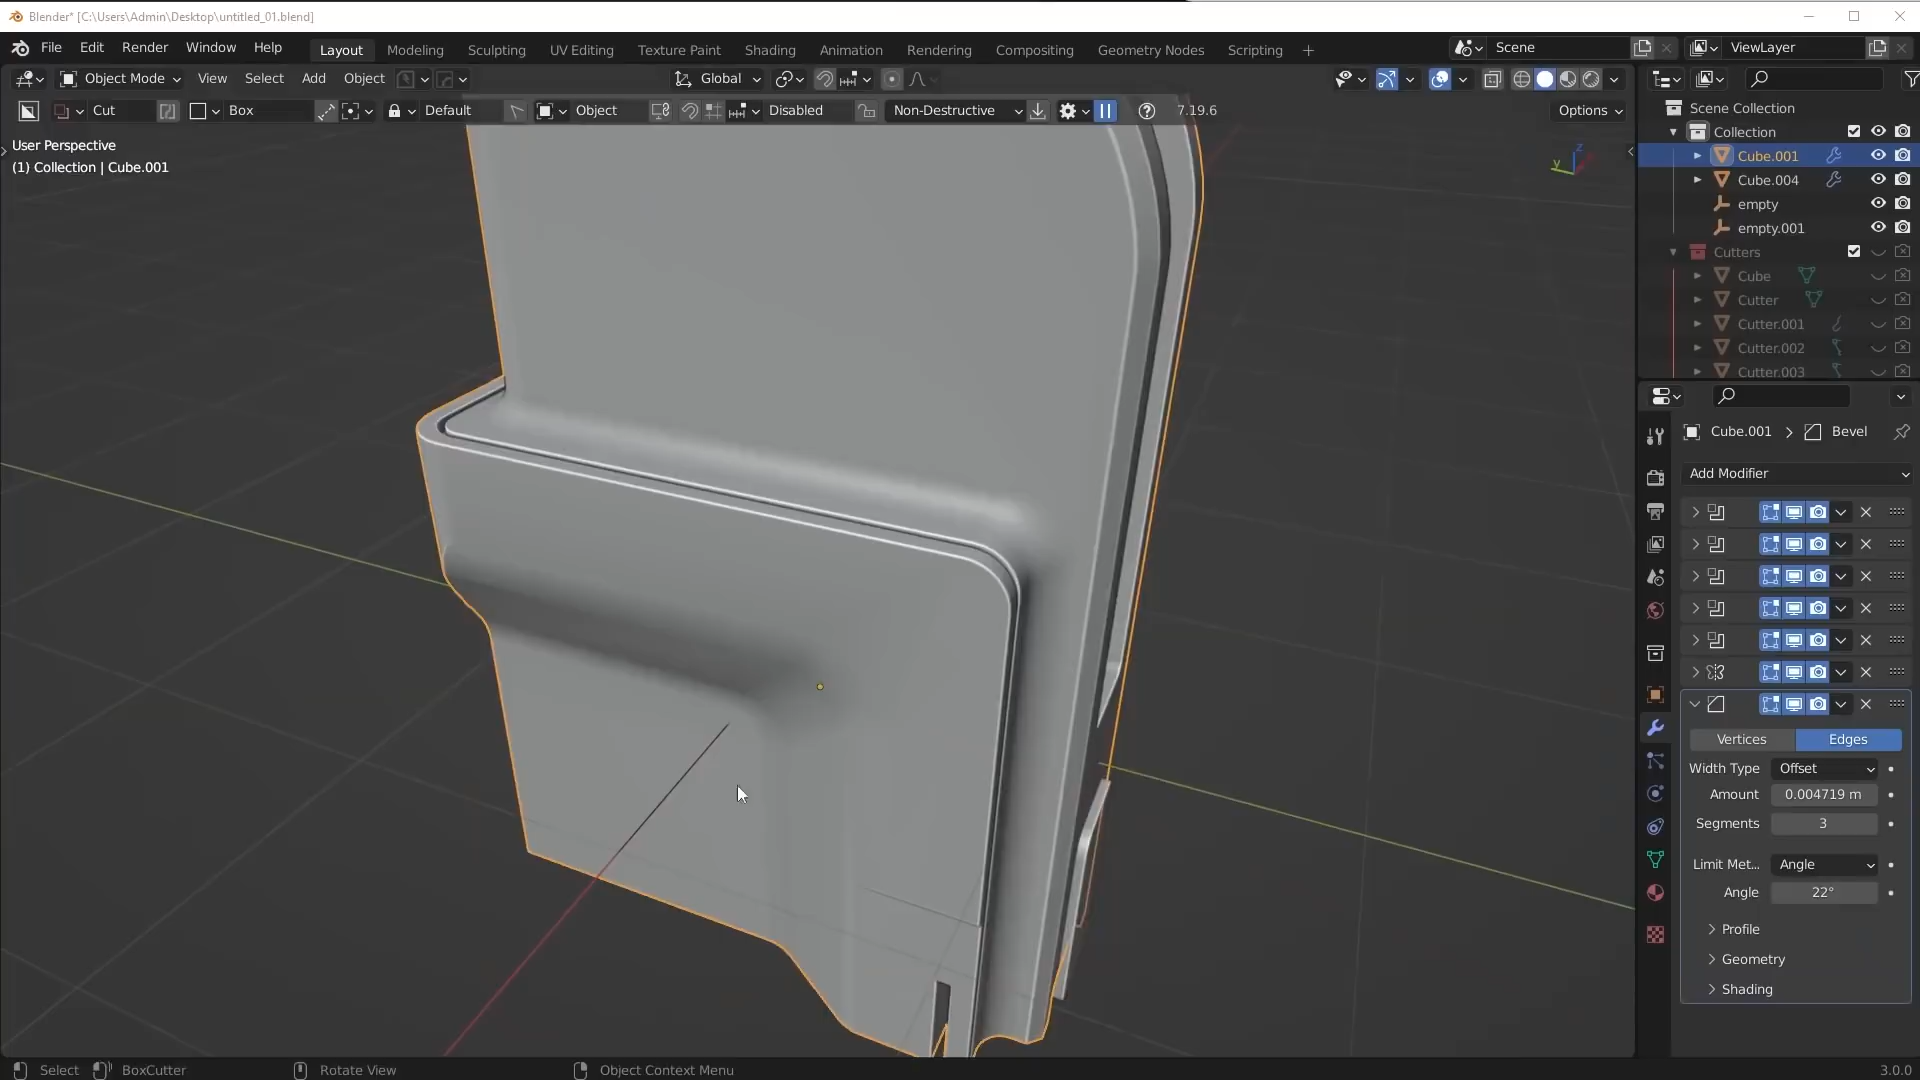 Blender* [C:\Users\Admin\Desktop\untitled_01.blend]
File Edit Render Window Help Layout Modeling Sculpting UV Editing Texture Paint Shading Animation Rendering Compositing Geometry Nodes Scripting + Scene ViewLayer
Object Mode View Select Add Object Global
Cut Box Default Object Disabled Non-Destructive 7.19.6 Options
User Perspective
(1) Collection | Cube.001
Z
Y
Scene Collection
Collection
Cube.001
Cube.004
empty
empty.001
Cutters
Cube
Cutter
Cutter.001
Cutter.002
Cutter.003
Cube.001 > Bevel
Add Modifier
Vertices Edges
Width Type Offset
Amount 0.004719 m
Segments 3
Limit Met... Angle
Angle 22°
Profile
Geometry
Shading
Select BoxCutter Rotate View Object Context Menu 3.0.0